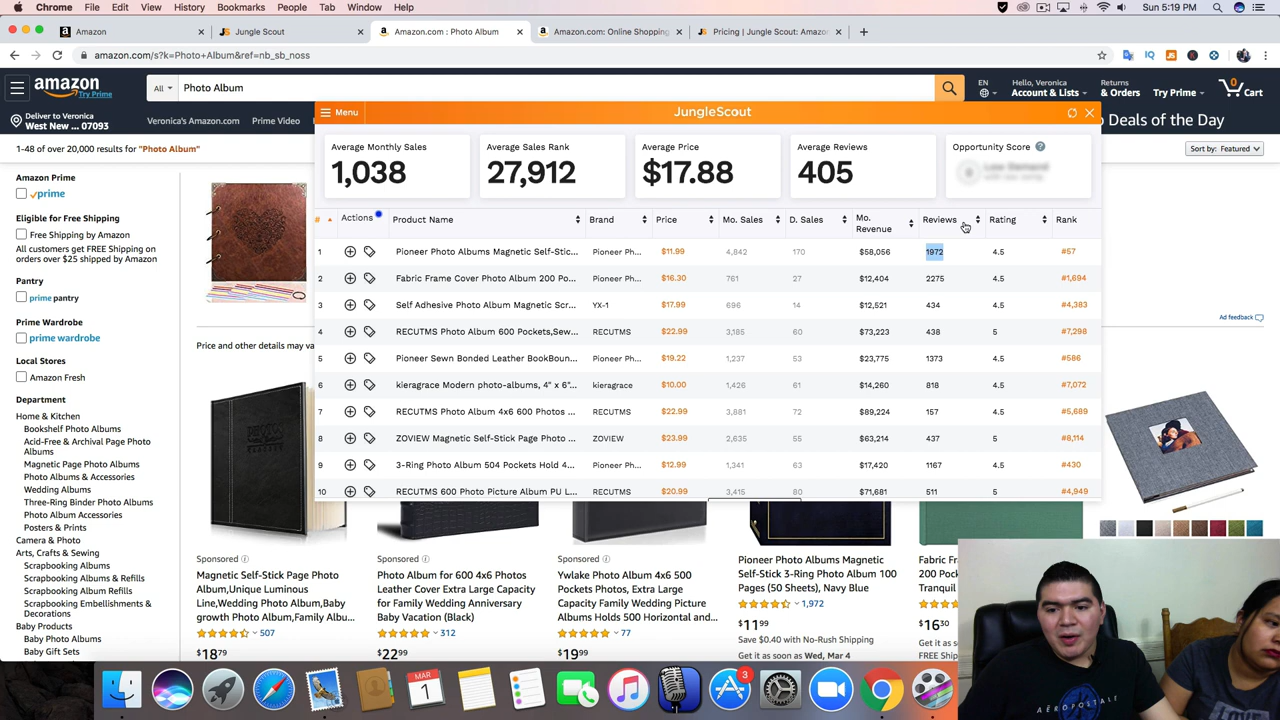 Chrome File Edit View History Bookmarks People Tab Window Help Sun 5:19 PM
Amazon Jungle Scout Amazon.com : Photo Album Amazon.com: Online Shopping Pricing | Jungle Scout: Amazo
amazon.com/s?k=Photo+Album&ref=nb_sb_noss
amazon Try Prime All Photo Album EN Hello, Veronica Account & Lists Returns & Orders Try Prime 0 Cart
Deliver to Veronica
West New ... 07093
Veronica's Amazon.com Prime Video
Deals of the Day
1-48 of over 20,000 results for "Photo Album"
Sort by: Featured
Menu JungleScout
Average Monthly Sales
1,038
Average Sales Rank
27,912
Average Price
$17.88
Average Reviews
405
Opportunity Score ?
# Actions Product Name Brand Price Mo. Sales D. Sales Mo. Revenue Reviews Rating Rank
1 Pioneer Photo Albums Magnetic Self-Stic... Pioneer Ph... $11.99 4,842 170 $58,056 1972 4.5 #57
2 Fabric Frame Cover Photo Album 200 Po... Pioneer Ph... $16.30 761 27 $12,404 2275 4.5 #1,694
3 Self Adhesive Photo Album Magnetic Scr... YX-1 $17.99 696 14 $12,521 434 4.5 #4,383
4 RECUTMS Photo Album 600 Pockets,Sew... RECUTMS $22.99 3,185 60 $73,223 438 5 #7,298
5 Pioneer Sewn Bonded Leather BookBoun... Pioneer Ph... $19.22 1,237 53 $23,775 1373 4.5 #586
6 kieragrace Modern photo-albums, 4" x 6"... kieragrace $10.00 1,426 61 $14,260 818 4.5 #7,072
7 RECUTMS Photo Album 4x6 600 Photos ... RECUTMS $22.99 3,881 72 $89,224 157 4.5 #5,689
8 ZOVIEW Magnetic Self-Stick Page Photo ... ZOVIEW $23.99 2,635 55 $63,214 437 5 #8,114
9 3-Ring Photo Album 504 Pockets Hold 4... Pioneer Ph... $12.99 1,341 63 $17,420 1167 4.5 #430
10 RECUTMS 600 Photo Picture Album PU L... RECUTMS $20.99 3,415 80 $71,681 511 5 #4,949
Amazon Prime
prime
Eligible for Free Shipping
Free Shipping by Amazon
All customers get FREE Shipping on
orders over $25 shipped by Amazon
Pantry
prime pantry
Prime Wardrobe
prime wardrobe
Local Stores
Amazon Fresh
Department
Home & Kitchen
Bookshelf Photo Albums
Acid-Free & Archival Page Photo
Albums
Magnetic Page Photo Albums
Photo Albums & Accessories
Wedding Albums
Three-Ring Binder Photo Albums
Photo Album Accessories
Posters & Prints
Camera & Photo
Arts, Crafts & Sewing
Scrapbooking Albums
Scrapbooking Albums & Refills
Scrapbooking Album Refills
Scrapbooking Embellishments &
Decorations
Baby Products
Baby Photo Albums
Baby Gift Sets
Ad feedback
Price and other details may va
Sponsored
Magnetic Self-Stick Page Photo
Album,Unique Luminous
Line,Wedding Photo Album,Baby
growth Photo Album,Family Albu...
507
$18 79
Sponsored
Photo Album for 600 4x6 Photos
Leather Cover Extra Large Capacity
for Family Wedding Anniversary
Baby Vacation (Black)
312
$22 99
Sponsored
Ywlake Photo Album 4x6 500
Pockets Photos, Extra Large
Capacity Family Wedding Picture
Albums Holds 500 Horizontal and...
77
$19 99
Pioneer Photo Albums Magnetic
Self-Stick 3-Ring Photo Album 100
Pages (50 Sheets), Navy Blue
1,972
$11 99
Save $0.40 with No-Rush Shipping
Get it as soon as Wed, Mar 4
Fabric
200 Poc
Tranquil
$16 30
Get it as
FREE Ship
MAR
1
3
AÉROPOSTALE
LOVE